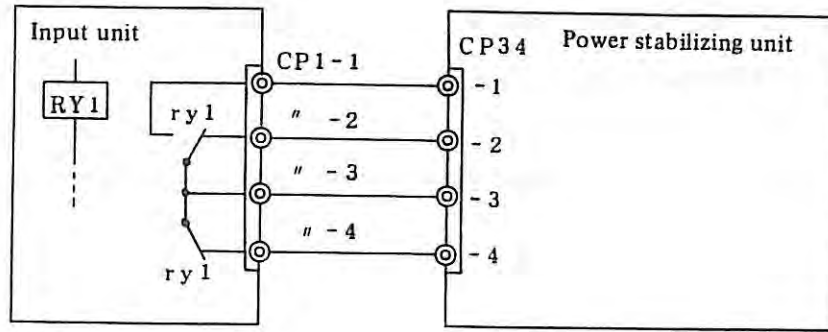 Input unit
RY1
ry1
ry1
CP1-1
〃 -2
〃 -3
〃 -4
CP34
-1
-2
-3
-4
Power stabilizing unit